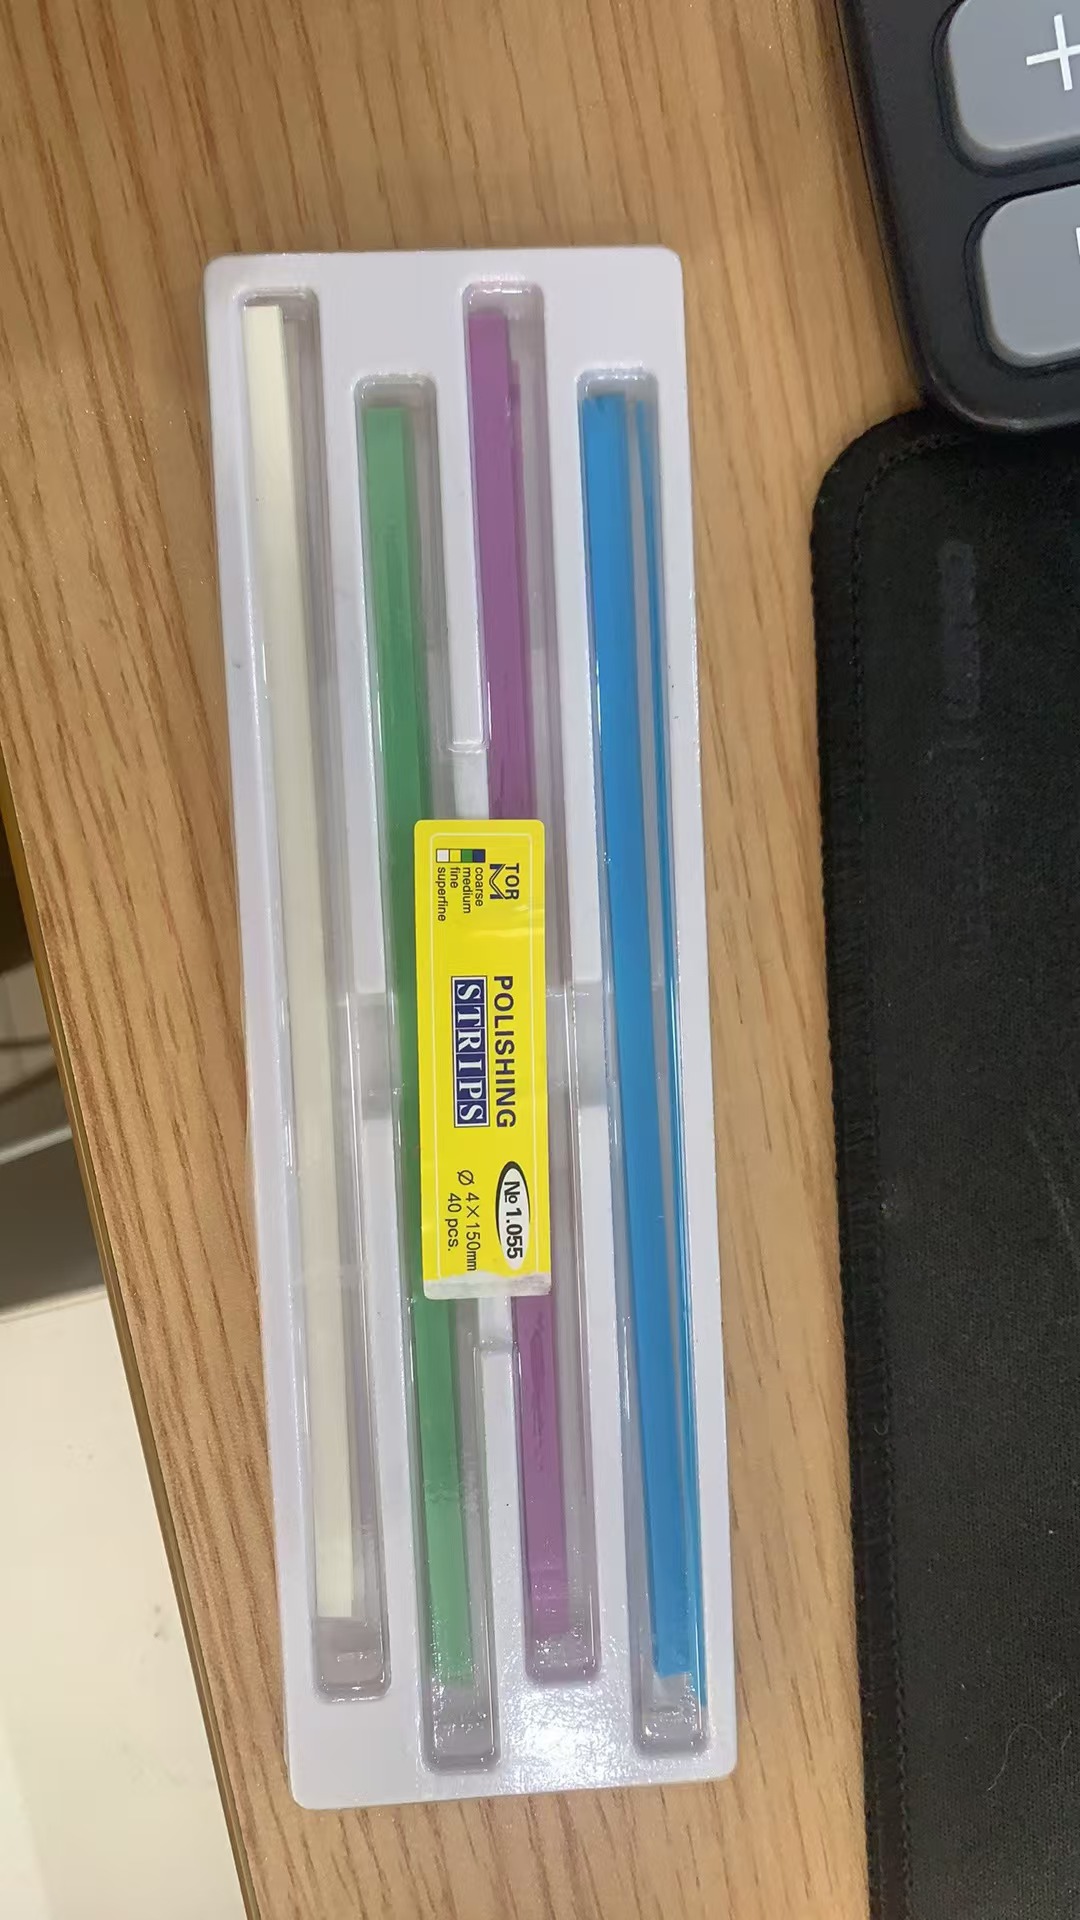 TOR
M
coarse
medium
fine
superfine
POLISHING
STRIPS
№ 1.055
Ø 4 X 150mm
40 pcs.
+